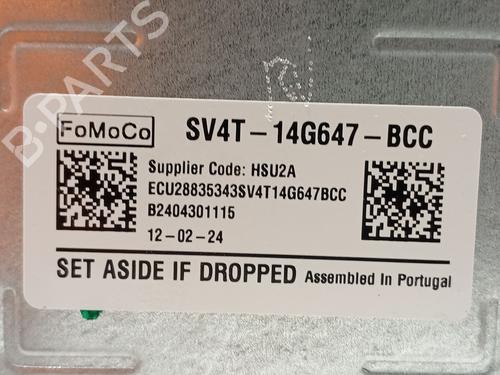 B-PARTS
FoMoCo
SV4T-14G647-BCC
Supplier Code: HSU2A
ECU28835343SV4T14G647BCC
B2404301115
12-02-24
SET ASIDE IF DROPPED Assembled In Portugal